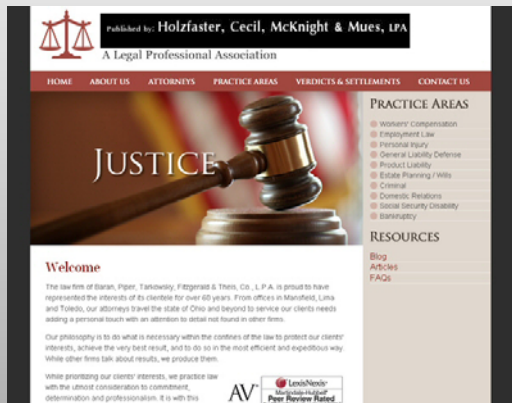 Published by: Holzfaster, Cecil, McKnight & Mues, LPA
A Legal Professional Association
HOME ABOUT US ATTORNEYS PRACTICE AREAS VERDICTS & SETTLEMENTS CONTACT US
JUSTICE
PRACTICE AREAS
Workers' Compensation
Employment Law
Personal Injury
General Liability Defense
Product Liability
Estate Planning / Wills
Criminal
Domestic Relations
Social Security Disability
Bankruptcy
RESOURCES
Blog
Articles
FAQs
Welcome
The law firm of Baran, Piper, Tarkowsky, Fitzgerald & Theis, Co., L.P.A. is proud to have
represented the interests of its clientele for over 60 years. From offices in Mansfield, Lima
and Toledo, our attorneys travel the state of Ohio and beyond to service our clients needs
adding a personal touch with an attention to detail not found in other firms.
Our philosophy is to do what is necessary within the confines of the law to protect our clients'
interests, achieve the very best result, and to do so in the most efficient and expeditious way.
While other firms talk about results, we produce them.
While prioritizing our clients' interests, we practice law
with the utmost consideration to commitment,
determination and professionalism. It is with this
AV
LexisNexis
Martindale-Hubbell
Peer Review Rated